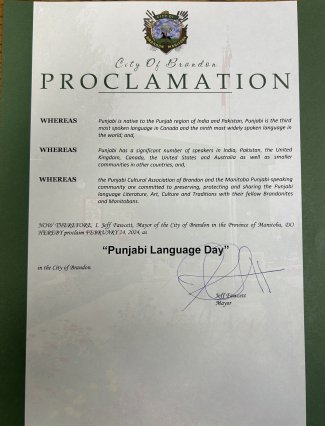 City Of Brandon
PROCLAMATION
WHEREAS Punjabi is native to the Punjab region of India and Pakistan, Punjabi is the third
most spoken language in Canada and the ninth most widely spoken language in
the world; and,
WHEREAS Punjabi has a significant number of speakers in India, Pakistan, the United
Kingdom, Canada, the United States and Australia as well as smaller
communities in other countries, and,
WHEREAS the Punjabi Cultural Association of Brandon and the Manitoba Punjabi-speaking
community are committed to preserving, protecting and sharing the Punjabi
language Literature, Art, Culture and Traditions with their fellow Brandonites
and Manitobans.
NOW THEREFORE, I, Jeff Fawcett, Mayor of the City of Brandon in the Province of Manitoba, DO
HEREBY proclaim FEBRUARY 24, 2024, as
"Punjabi Language Day"
in the City of Brandon.
Jeff Fawcett
Mayor